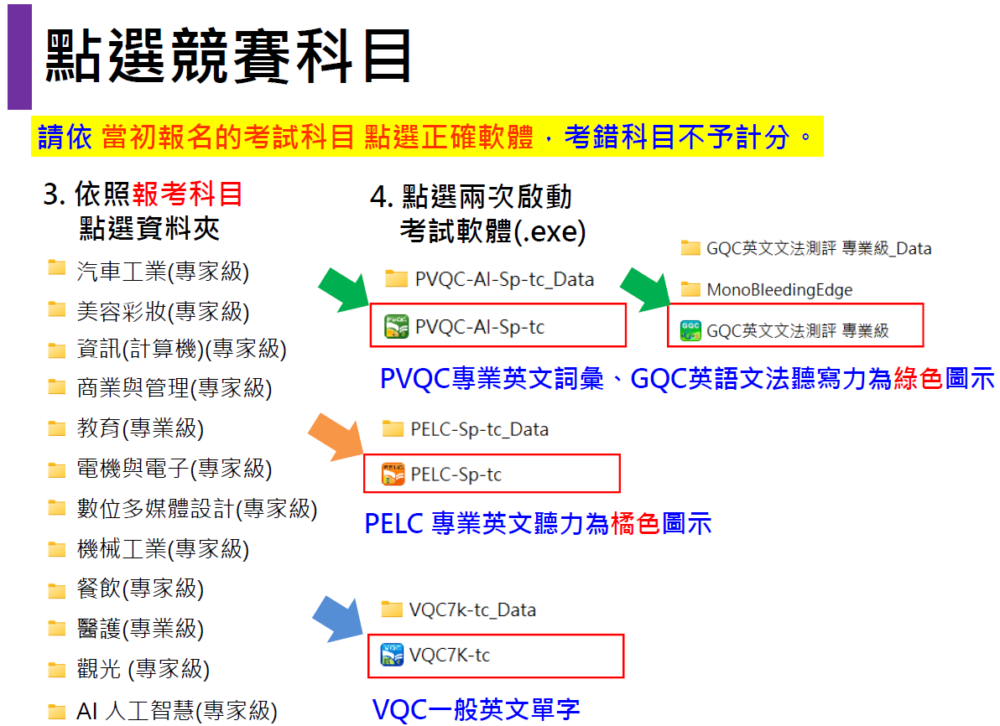 點選競賽科目
請依 當初報名的考試科目 點選正確軟體，考錯科目不予計分。
3. 依照報考科目
點選資料夾
汽車工業(專家級)
美容彩妝(專家級)
資訊(計算機)(專家級)
商業與管理(專家級)
教育(專業級)
電機與電子(專家級)
數位多媒體設計(專家級)
機械工業(專家級)
餐飲(專家級)
醫護(專業級)
觀光 (專家級)
AI 人工智慧(專家級)
4. 點選兩次啟動
考試軟體(.exe)
PVQC-AI-Sp-tc_Data
PVQC
PVQC-AI-Sp-tc
GQC英文文法測評 專業級_Data
MonoBleedingEdge
GQC
GQC英文文法測評 專業級
PVQC專業英文詞彙、GQC英語文法聽寫力為綠色圖示
PELC-Sp-tc_Data
PELC
PELC-Sp-tc
PELC 專業英文聽力為橘色圖示
VQC7k-tc_Data
VQC
VQC7K-tc
VQC一般英文單字